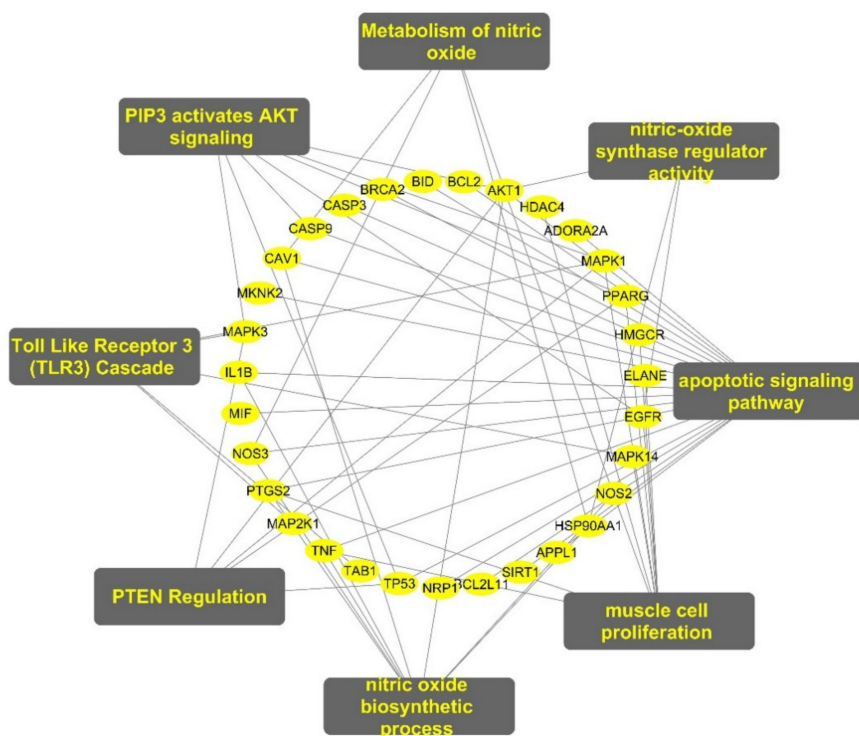 Metabolism of nitric
oxide
PIP3 activates AKT
signaling
nitric-oxide
synthase regulator
activity
BID
BCL2
AKT1
BRCA2
HDAC4
CASP3
ADORA2A
CASP9
MAPK1
CAV1
PPARG
MKNK2
HMGCR
MAPK3
Toll Like Receptor 3
(TLR3) Cascade
IL1B
ELANE
apoptotic signaling
pathway
MIF
EGFR
NOS3
MAPK14
PTGS2
NOS2
MAP2K1
HSP90AA1
TNF
APPL1
TAB1
SIRT1
TP53
NRP1
BCL2L11
PTEN Regulation
muscle cell
proliferation
nitric oxide
biosynthetic
process